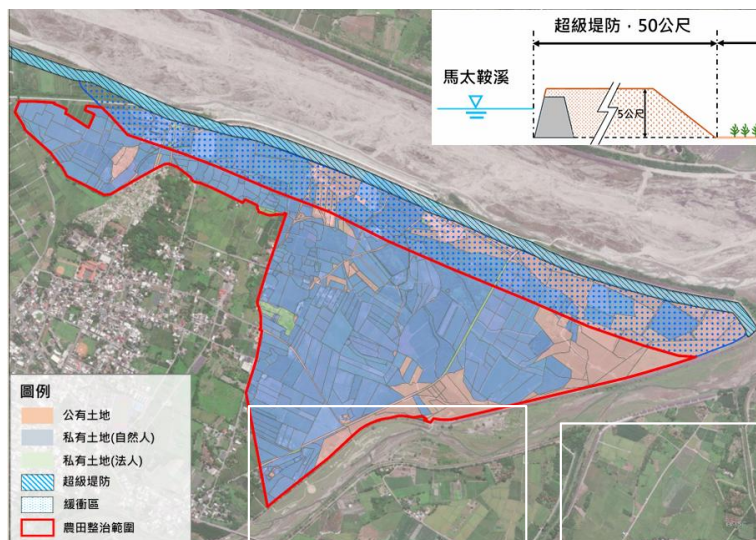 超級堤防‧50公尺
馬太鞍溪
5公尺
圖例
公有土地
私有土地(自然人)
私有土地(法人)
超級堤防
緩衝區
農田整治範圍